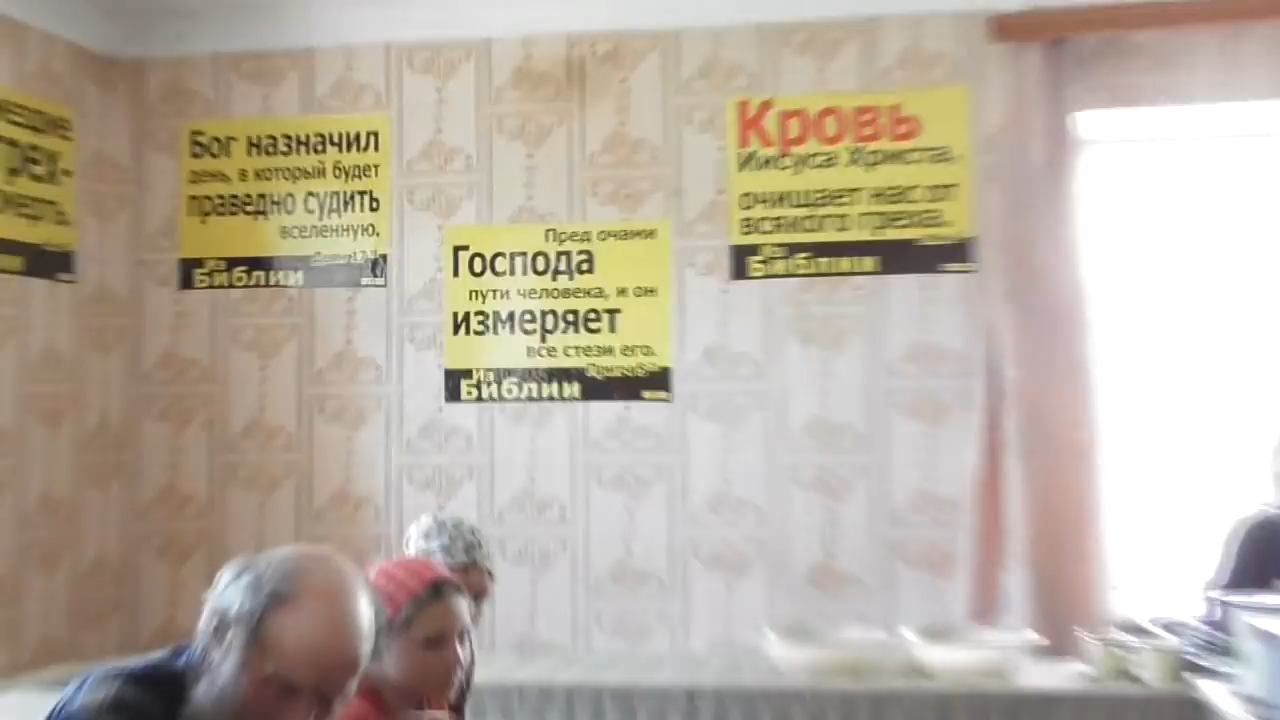 грех-
Бог назначил
день, в который будет
праведно судить
вселенную.
Из
Библии
Пред очами
Господа
пути человека, и он
измеряет
все стези его.
Из
Библии
Кровь
Иисуса Христа,
очищает нас от
всякого греха.
Из
Библии